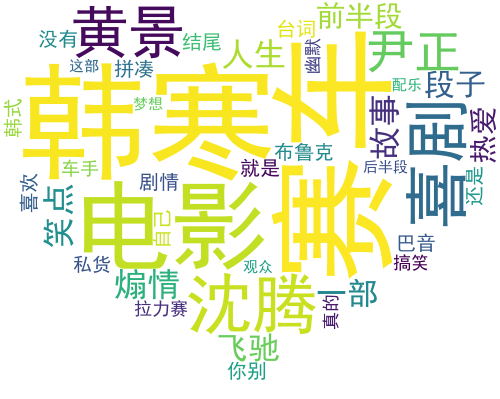 前半段
台词
黄景
没有
结尾
人生
幽默
尹正
这部
拼凑
韩寒
赛车
梦想
配乐
段子
韩式
喜剧
故事
热爱
车手
布鲁克
就是
后半段
还是
喜欢
剧情
电影
笑点
自己
巴音
私货
观众
搞笑
煽情
沈腾
一部
真的
拉力赛
飞驰
你别